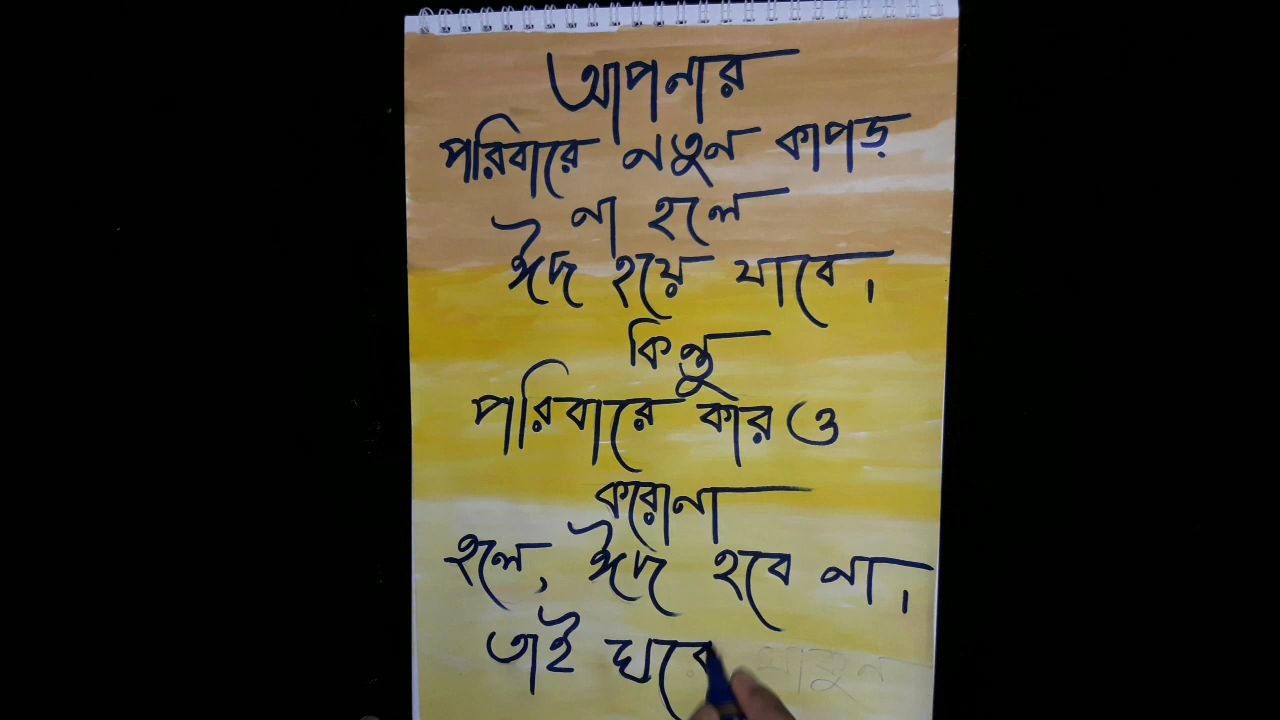 আপনার
পরিবারে নতুন কাপড়
না হলে
ঈদ হয়ে যাবে।
কিন্তু
পরিবারে কারও
করোনা
হলে, ঈদ হবে না।
তাই ঘরে থাকুন